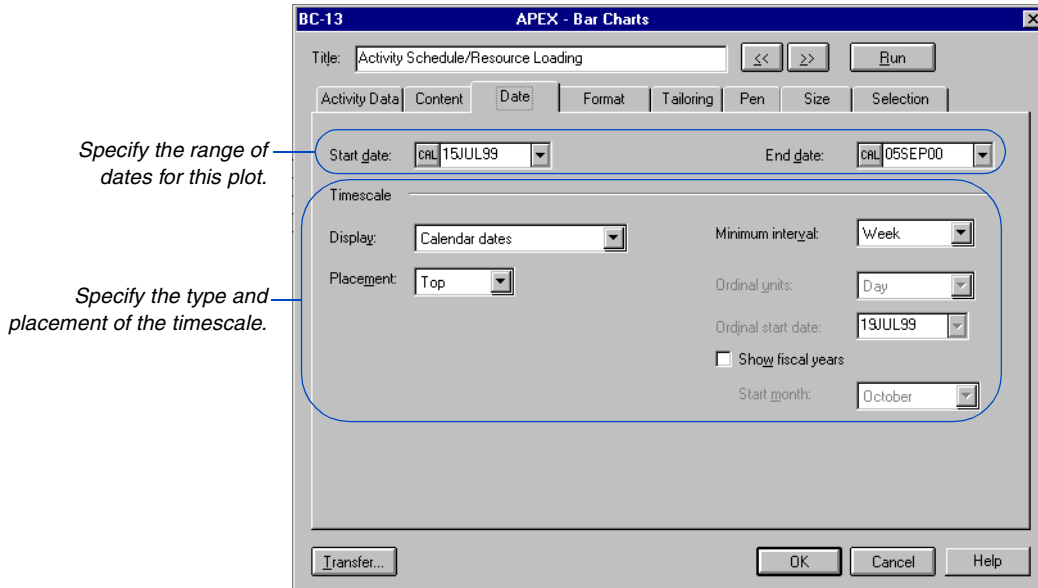 BC-13 APEX - Bar Charts
Title: Activity Schedule/Resource Loading << >> Run
Activity Data Content Date Format Tailoring Pen Size Selection
Specify the range of
dates for this plot.
Start date: CAL 15JUL99 End date: CAL 05SEP00
Timescale
Display: Calendar dates Minimum interval: Week
Placement: Top Ordinal units: Day
Specify the type and
placement of the timescale.
Ordinal start date: 19JUL99
Show fiscal years
Start month: October
Transfer... OK Cancel Help